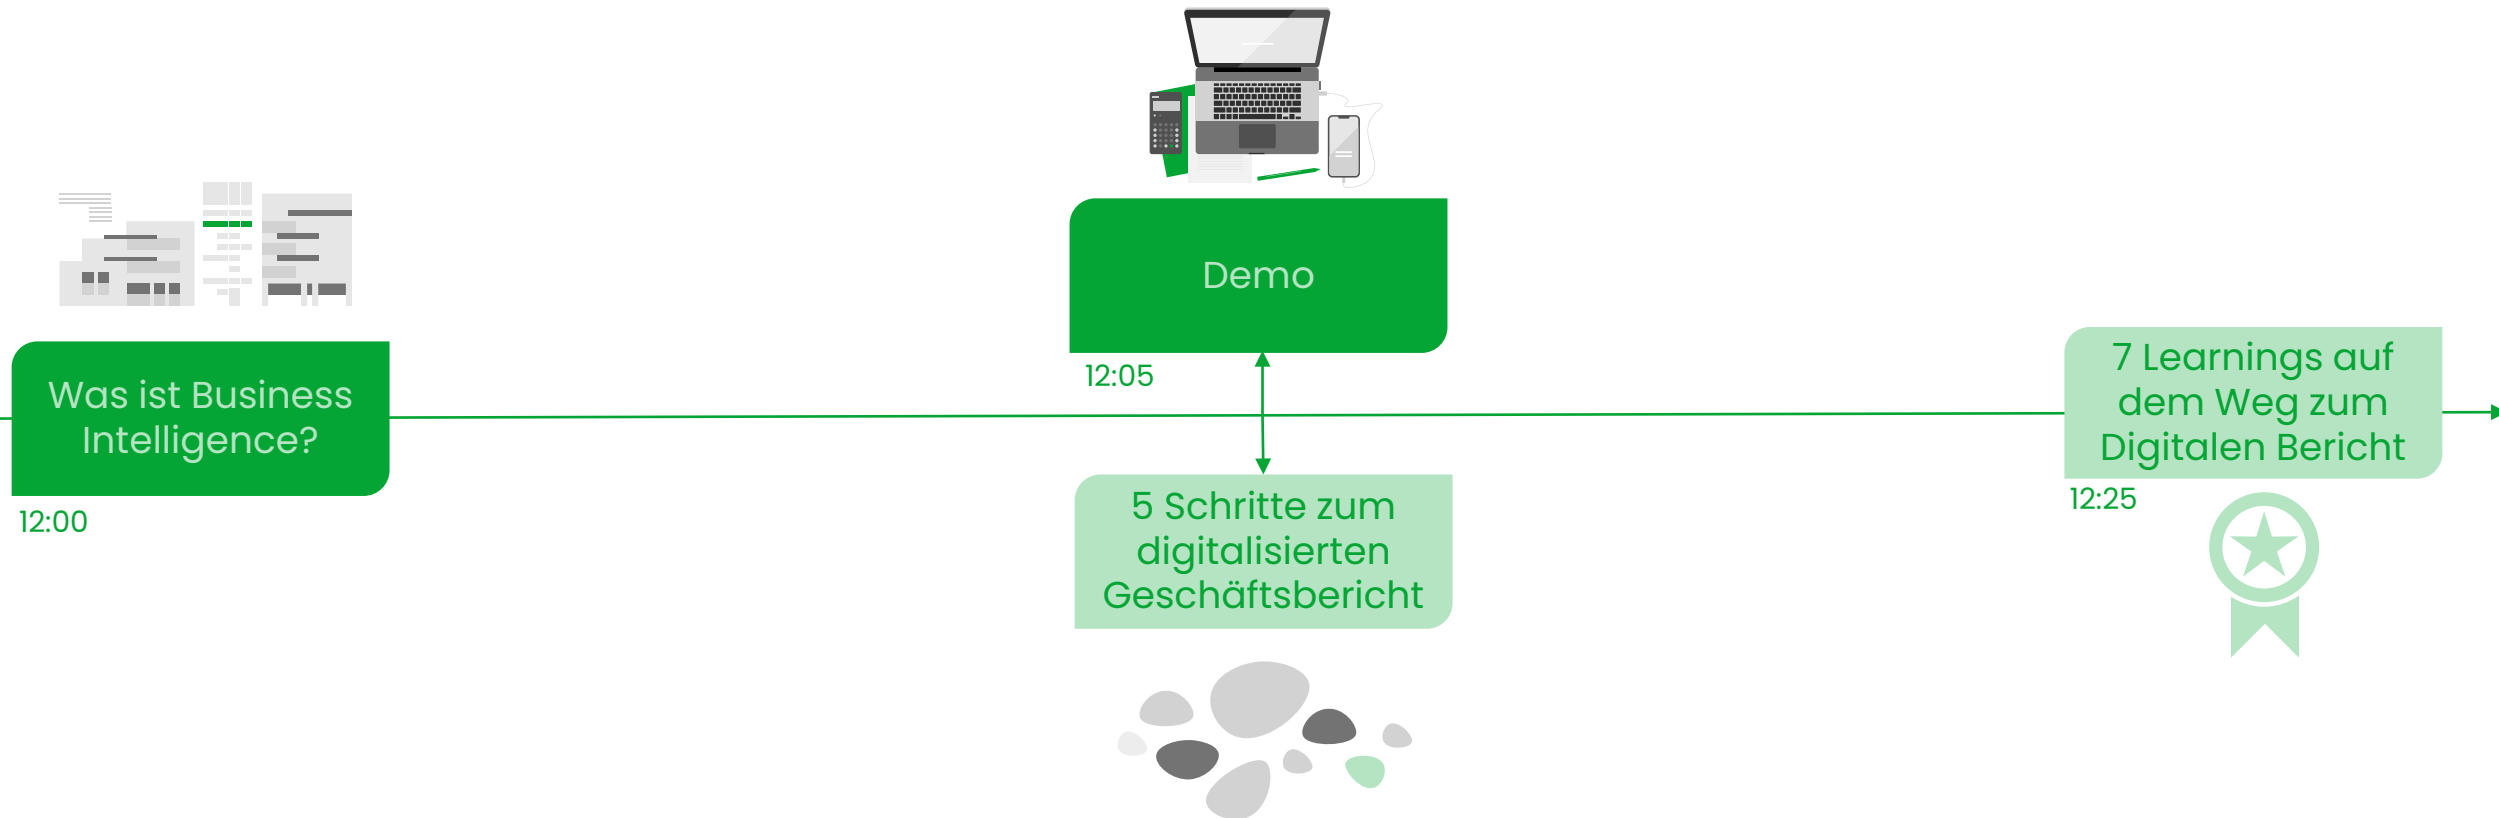 Was ist Business
Intelligence?
12:00
Demo
12:05
5 Schritte zum
digitalisierten
Geschäftsbericht
7 Learnings auf
dem Weg zum
Digitalen Bericht
12:25